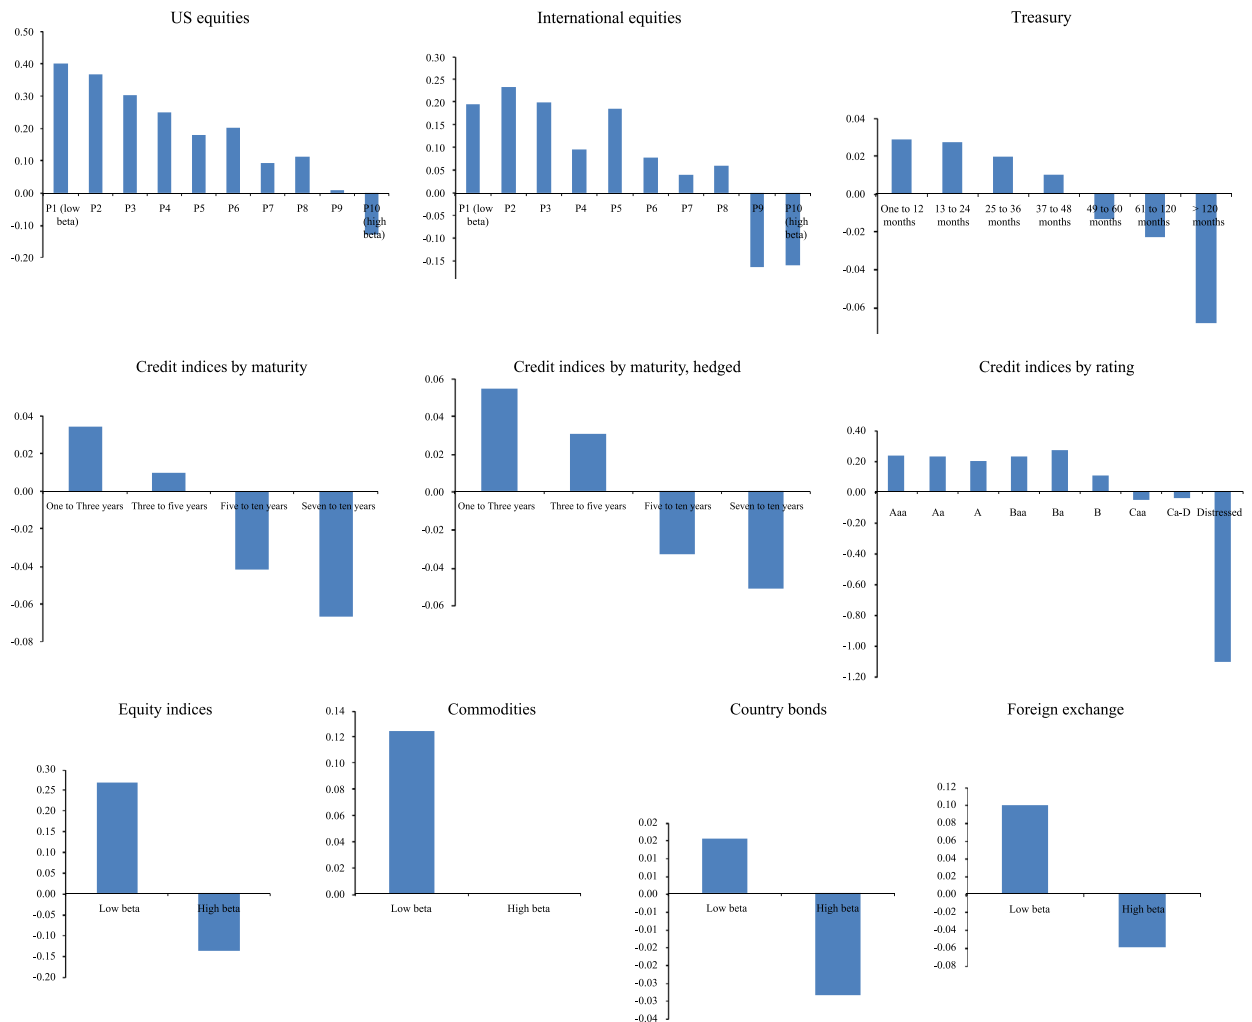 US equities
0.50
0.40
0.30
0.20
0.10
0.00
-0.10
-0.20
P1 (low
beta)
P2
P3
P4
P5
P6
P7
P8
P9
P10
(high
beta)
International equities
0.30
0.25
0.20
0.15
0.10
0.05
0.00
-0.05
-0.10
-0.15
P1 (low
beta)
P2
P3
P4
P5
P6
P7
P8
P9
P10
(high
beta)
Treasury
0.04
0.02
0.00
-0.02
-0.04
-0.06
One to 12
months
13 to 24
months
25 to 36
months
37 to 48
months
49 to 60
months
61 to 120
months
> 120
months
Credit indices by maturity
0.04
0.02
0.00
-0.02
-0.04
-0.06
-0.08
One to Three years
Three to five years
Five to ten years
Seven to ten years
Credit indices by maturity, hedged
0.06
0.04
0.02
0.00
-0.02
-0.04
-0.06
One to Three years
Three to five years
Five to ten years
Seven to ten years
Credit indices by rating
0.40
0.20
0.00
-0.20
-0.40
-0.60
-0.80
-1.00
-1.20
Aaa
Aa
A
Baa
Ba
B
Caa
Ca-D
Distressed
Equity indices
0.30
0.25
0.20
0.15
0.10
0.05
0.00
-0.05
-0.10
-0.15
-0.20
Low beta
High beta
Commodities
0.14
0.12
0.10
0.08
0.06
0.04
0.02
0.00
Low beta
High beta
Country bonds
0.02
0.01
0.01
0.00
-0.01
-0.01
-0.02
-0.02
-0.03
-0.03
-0.04
-0.04
Low beta
High beta
Foreign exchange
0.12
0.10
0.08
0.06
0.04
0.02
0.00
-0.02
-0.04
-0.06
-0.08
Low beta
High beta